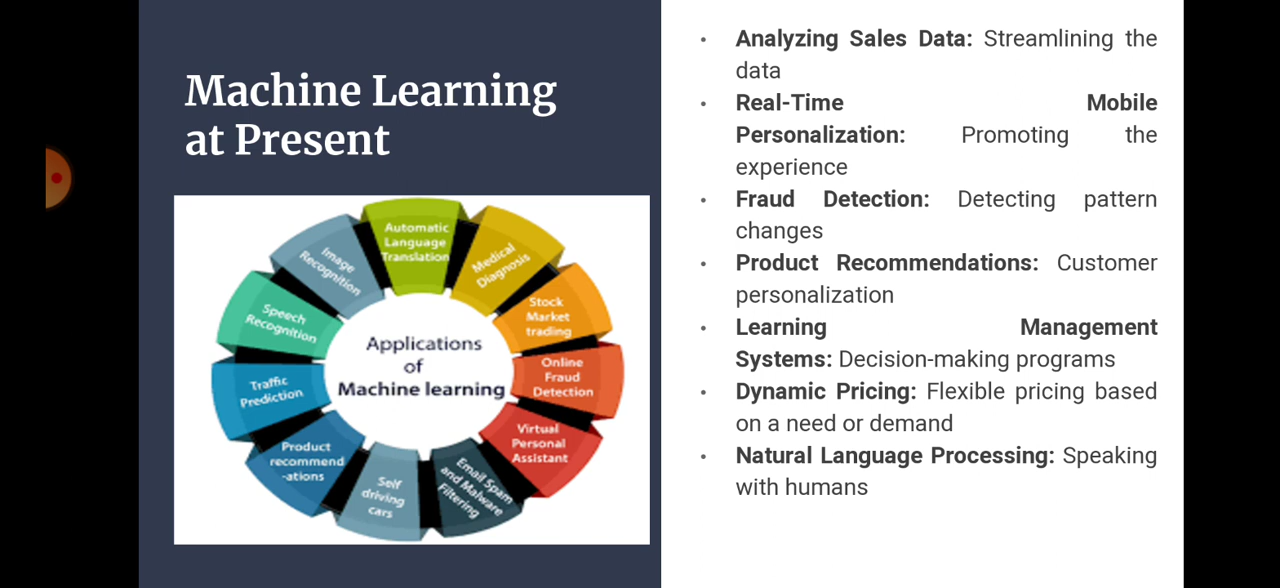 Machine Learning
at Present
Automatic
Language
Translation
Medical
Diagnosis
Stock
Market
trading
Online
Fraud
Detection
Virtual
Personal
Assistant
Email Spam
and Malware
Filtering
Self
driving
cars
Product
recommend
-ations
Traffic
Prediction
Speech
Recognition
Image
Recognition
Applications
of
Machine learning
• Analyzing Sales Data: Streamlining the
data
• Real-Time Mobile
Personalization: Promoting the
experience
• Fraud Detection: Detecting pattern
changes
• Product Recommendations: Customer
personalization
• Learning Management
Systems: Decision-making programs
• Dynamic Pricing: Flexible pricing based
on a need or demand
• Natural Language Processing: Speaking
with humans